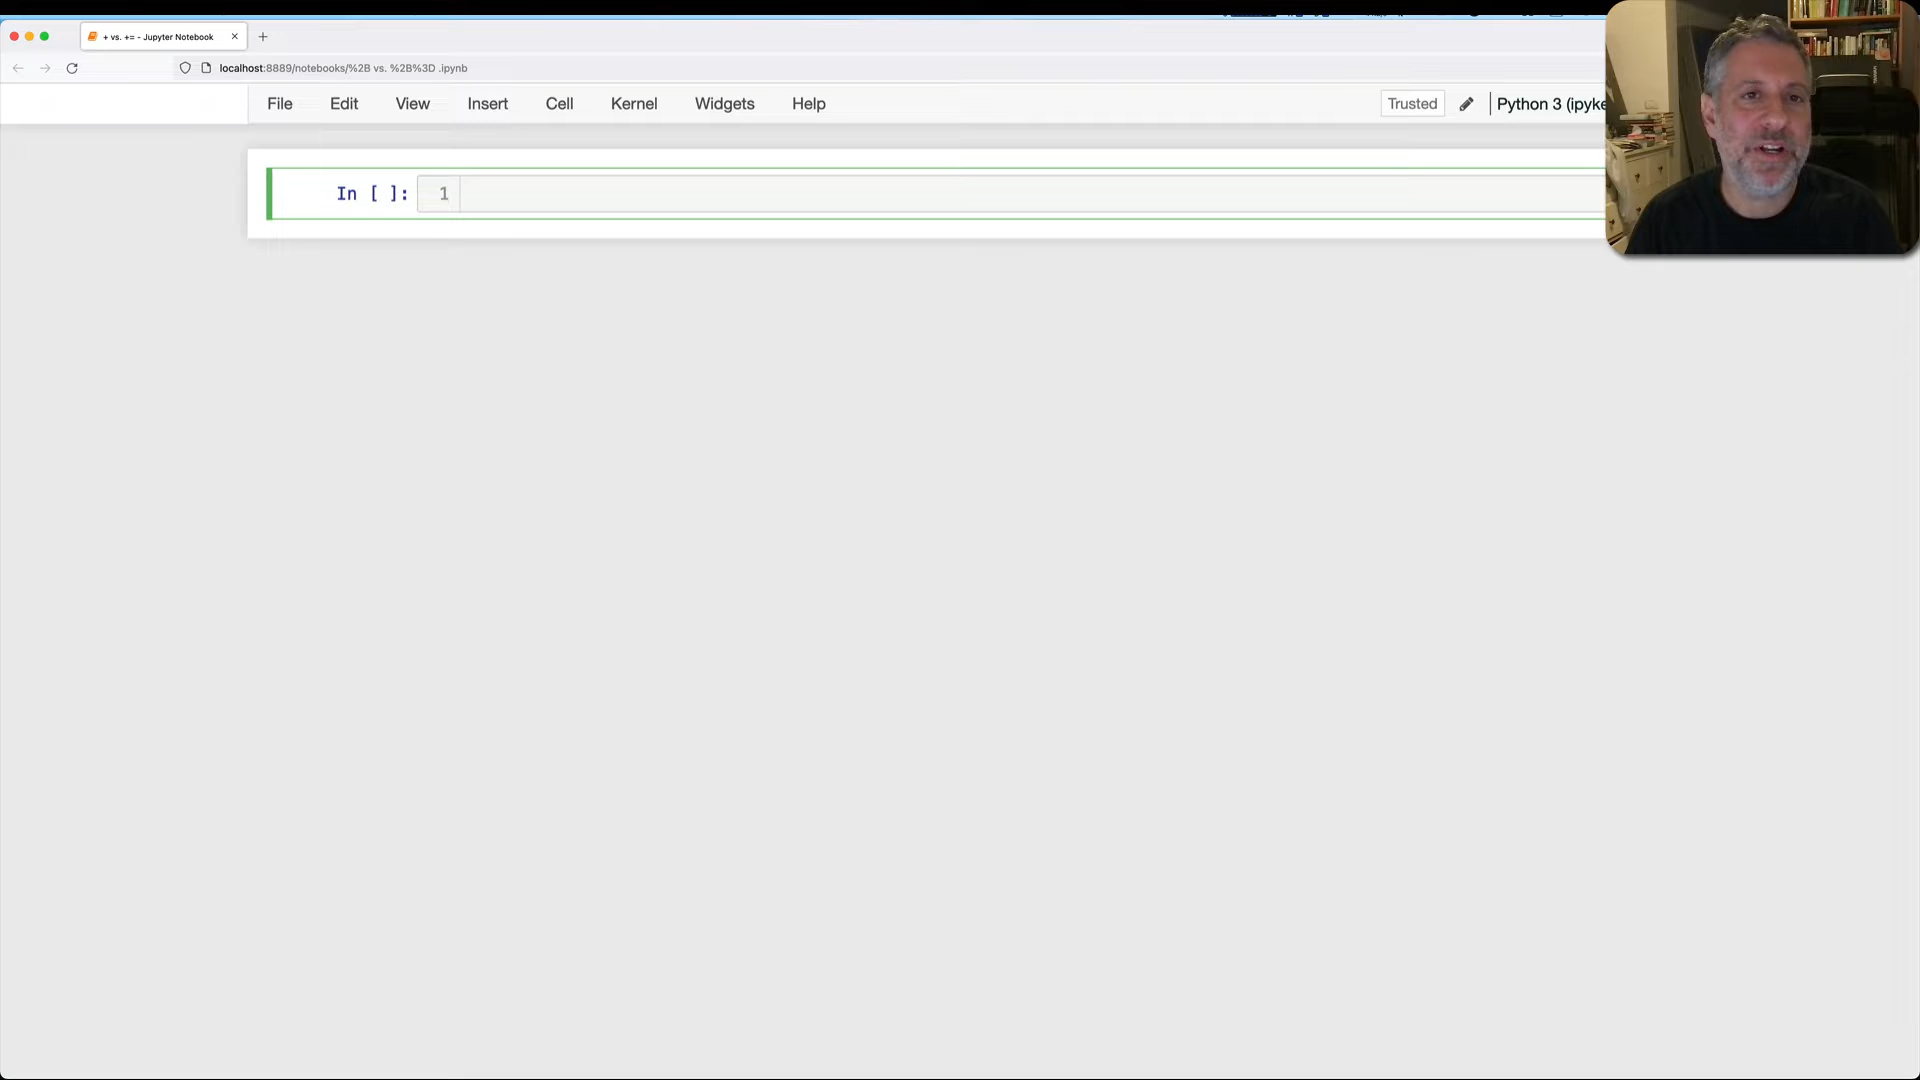 + vs. += - Jupyter Notebook
localhost:8889/notebooks/%2B vs. %2B%3D .ipynb
File Edit View Insert Cell Kernel Widgets Help Trusted Python 3 (ipyke
In [ ]: 1